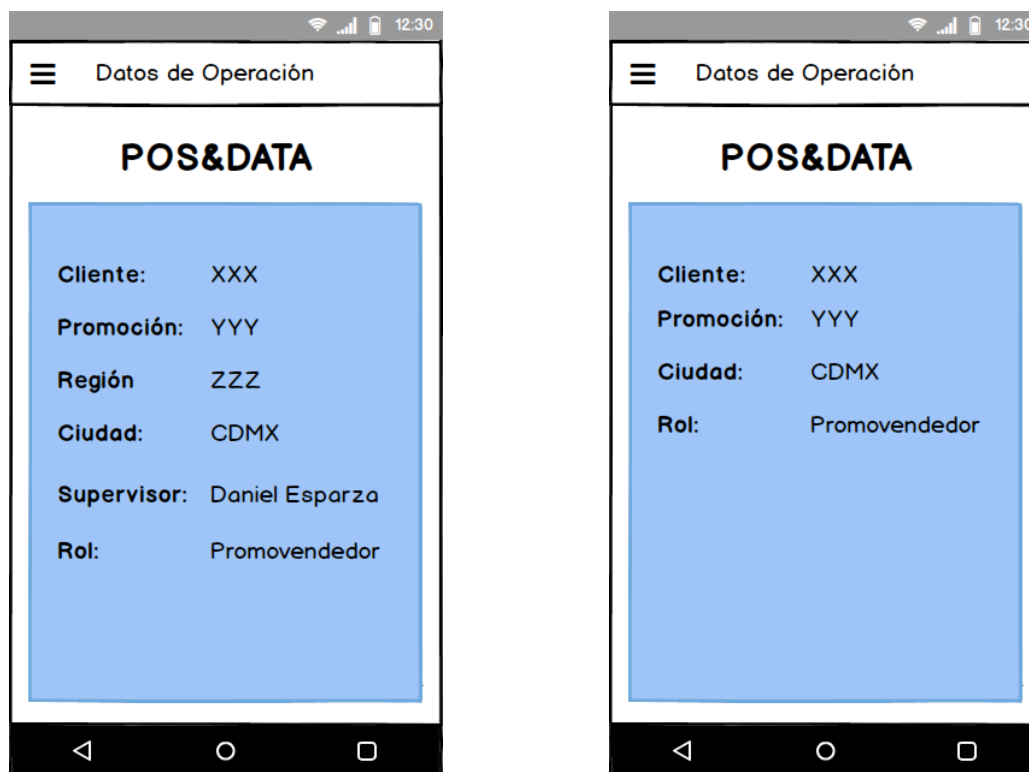 12:30
Datos de Operación
POS&DATA
Cliente: XXX
Promoción: YYY
Región ZZZ
Ciudad: CDMX
Supervisor: Daniel Esparza
Rol: Promovendedor
12:30
Datos de Operación
POS&DATA
Cliente: XXX
Promoción: YYY
Ciudad: CDMX
Rol: Promovendedor